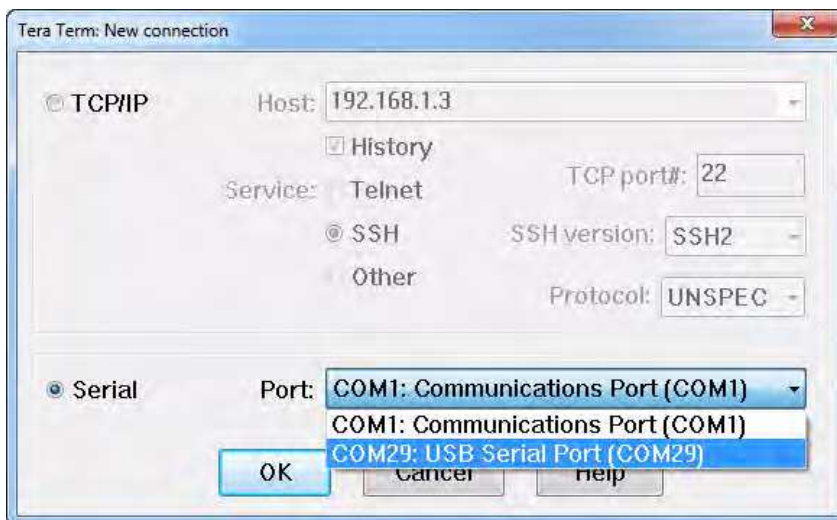 Tera Term: New connection
TCP/IP Host: 192.168.1.3
History
Service: Telnet TCP port#: 22
SSH SSH version: SSH2
Other Protocol: UNSPEC
Serial Port: COM1: Communications Port (COM1)
COM1: Communications Port (COM1)
COM29: USB Serial Port (COM29)
OK Cancel Help